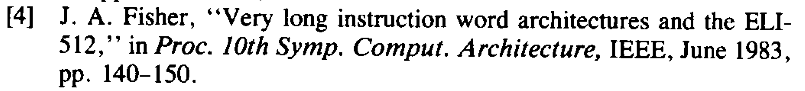 [4] J. A. Fisher, ‘‘Very long instruction word architectures and the ELI-
512,’’ in Proc. 10th Symp. Comput. Architecture, IEEE, June 1983,
pp. 140–150.